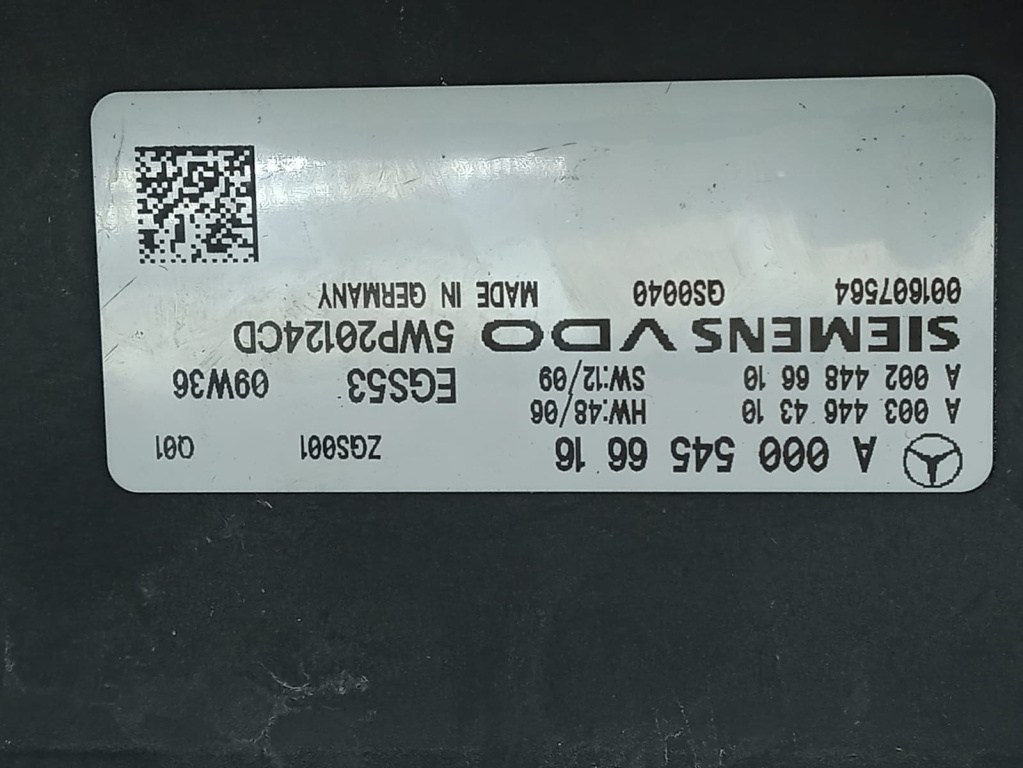 A 000 545 66 16 ZGS001 Q01
A 003 446 43 10 HW:48/06
A 002 448 66 10 SW:12/09 EGS53 09W36
SIEMENS VDO 5WP20124CD
001607564 GS0040 MADE IN GERMANY